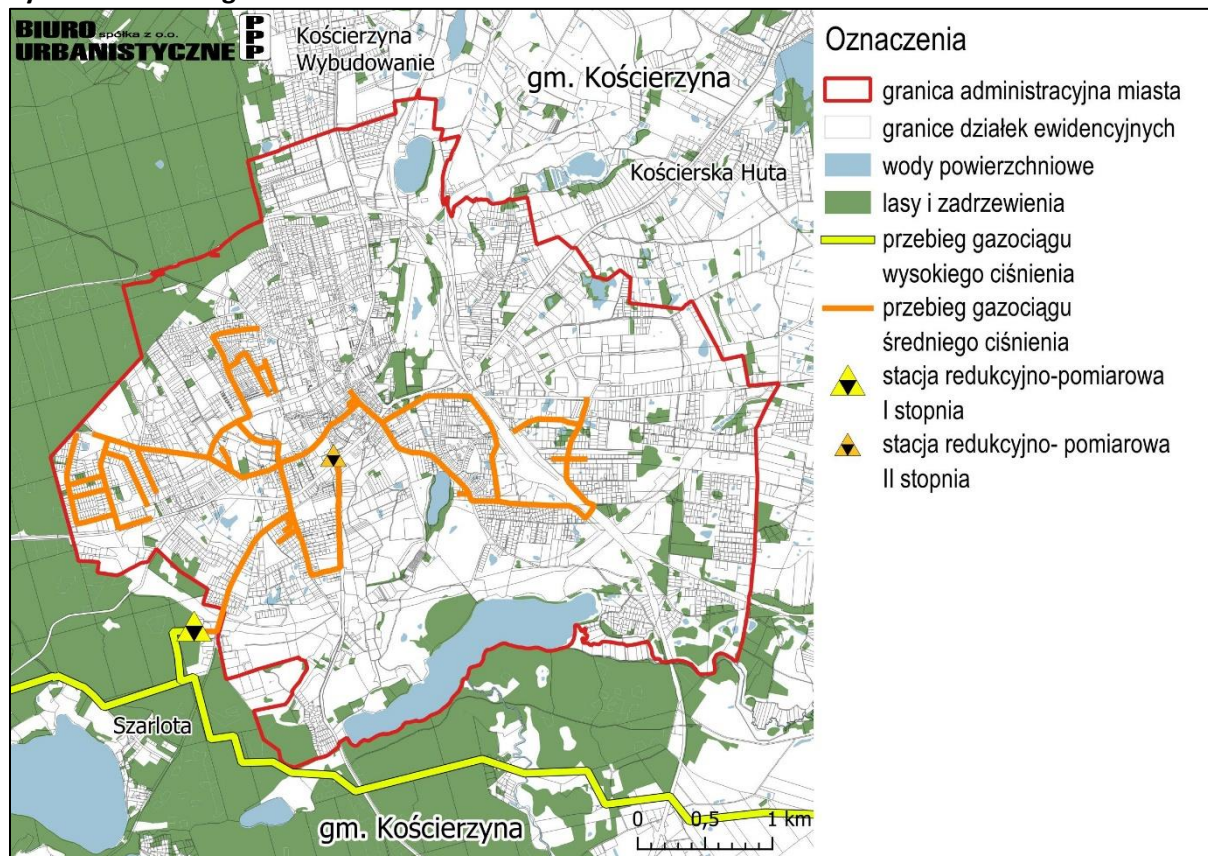 BIURO spółka z o.o.
URBANISTYCZNE
PPP
Kościerzyna
Wybudowanie
gm. Kościerzyna
Kościerska Huta
Szarlota
gm. Kościerzyna
0 0,5 1 km
Oznaczenia
granica administracyjna miasta
granice działek ewidencyjnych
wody powierzchniowe
lasy i zadrzewienia
przebieg gazociągu
wysokiego ciśnienia
przebieg gazociągu
średniego ciśnienia
stacja redukcyjno-pomiarowa
I stopnia
stacja redukcyjno- pomiarowa
II stopnia